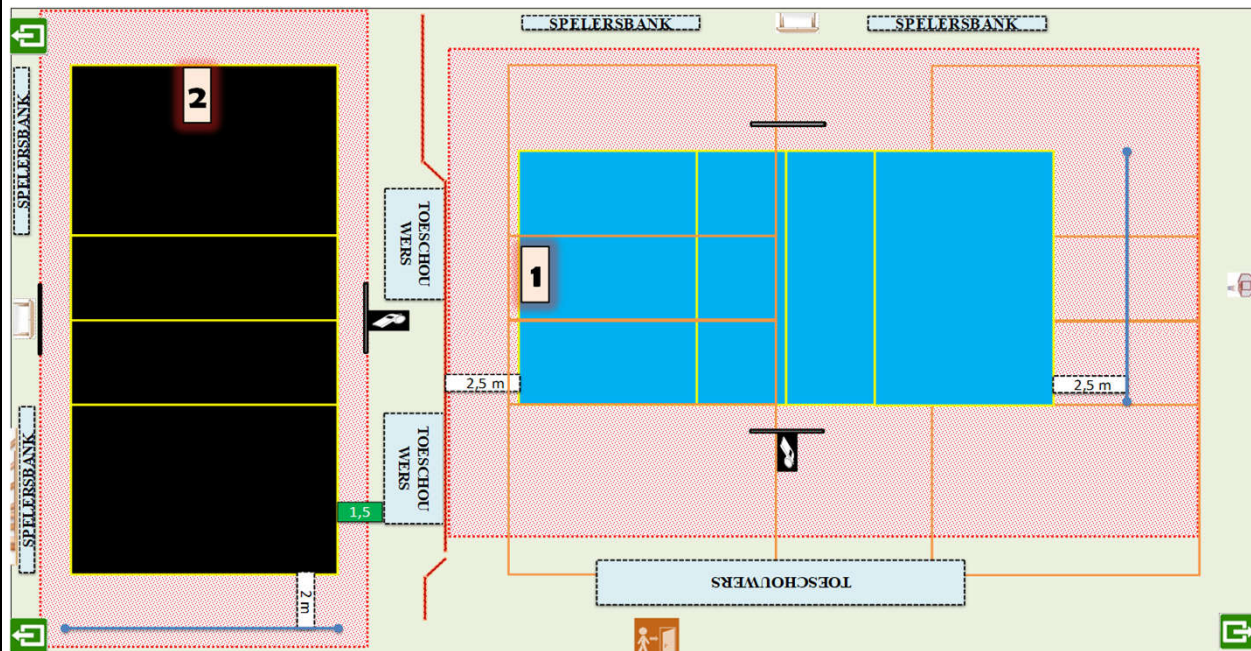 SPELERSBANK
SPELERSBANK
2
SPELERSBANK
TOESCHOU
WERS
1
2,5 m
2,5 m
SPELERSBANK
TOESCHOU
WERS
1,5
2 m
TOESCHOUWERS